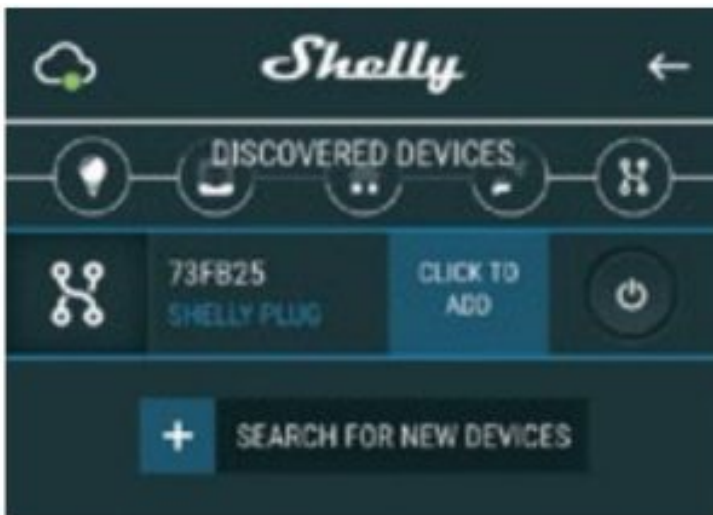 Shelly
DISCOVERED DEVICES
73FB25
CLICK TO
SHELLY PLUG
ADD
SEARCH FOR NEW DEVICES